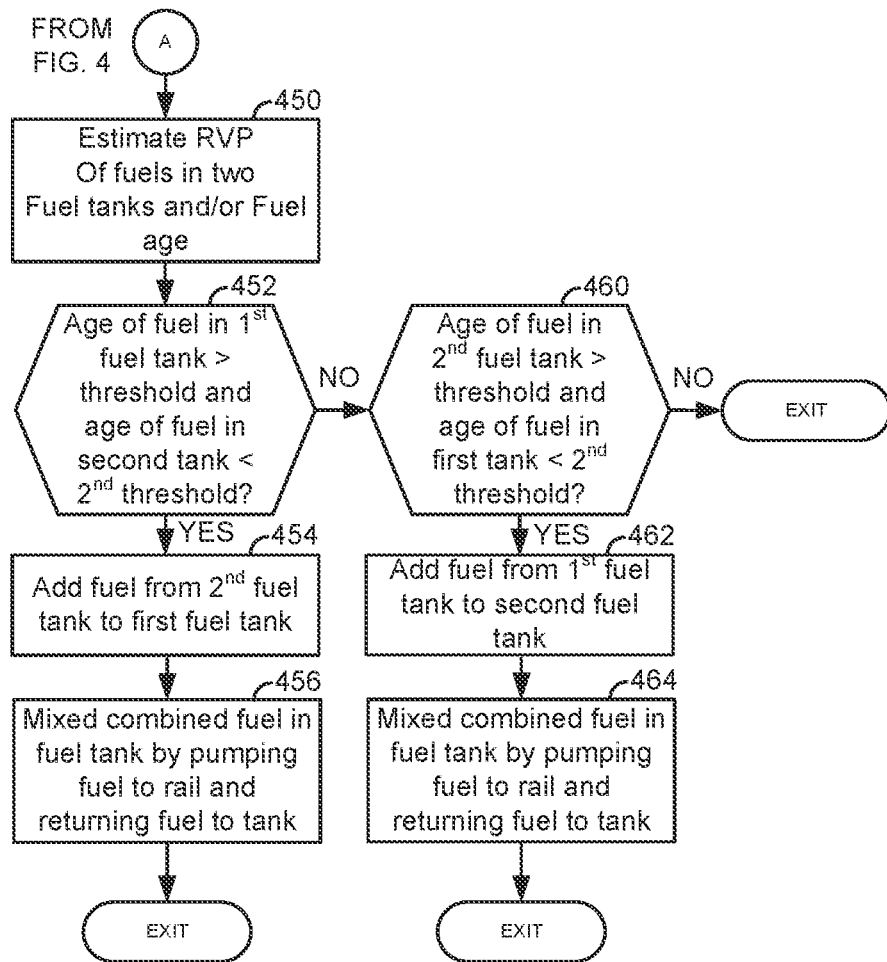 FROM
FIG. 4
A
450
Estimate RVP
Of fuels in two
Fuel tanks and/or Fuel
age
452
Age of fuel in 1st
fuel tank >
threshold and
age of fuel in
second tank <
2nd threshold?
NO
460
Age of fuel in
2nd fuel tank >
threshold and
age of fuel in
first tank < 2nd
threshold?
NO
EXIT
YES
454
Add fuel from 2nd fuel
tank to first fuel tank
YES
462
Add fuel from 1st fuel
tank to second fuel
tank
456
Mixed combined fuel in
fuel tank by pumping
fuel to rail and
returning fuel to tank
464
Mixed combined fuel in
fuel tank by pumping
fuel to rail and
returning fuel to tank
EXIT
EXIT